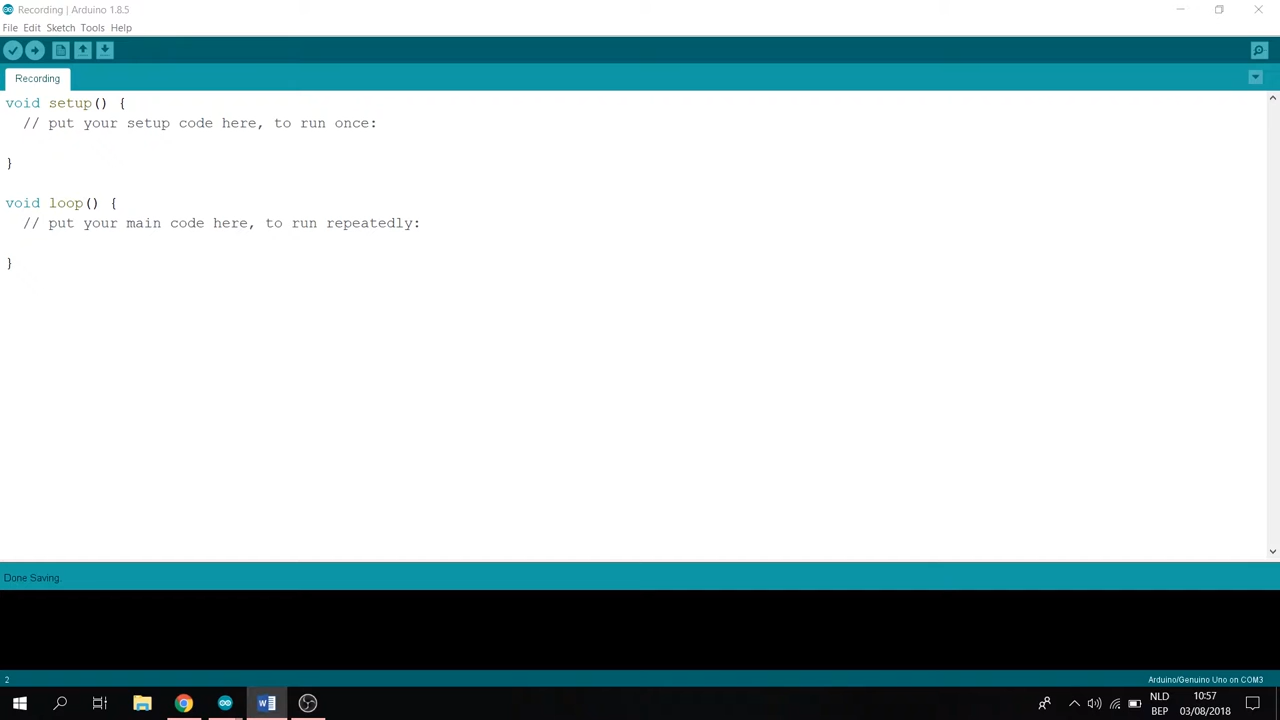 Recording | Arduino 1.8.5
File Edit Sketch Tools Help
Recording
void setup() {
  // put your setup code here, to run once:

}

void loop() {
  // put your main code here, to run repeatedly:

}
Done Saving.
2
Arduino/Genuino Uno on COM3
NLD 10:57
BEP 03/08/2018